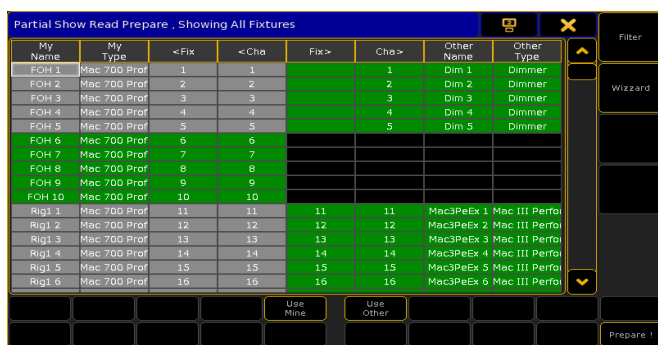 Partial Show Read Prepare , Showing All Fixtures
Filter
My Name My Type <Fix <Cha Fix> Cha> Other Name Other Type
FOH 1 Mac 700 Prof 1 1 1 Dim 1 Dimmer
FOH 2 Mac 700 Prof 2 2 2 Dim 2 Dimmer
Wizzard
FOH 3 Mac 700 Prof 3 3 3 Dim 3 Dimmer
FOH 4 Mac 700 Prof 4 4 4 Dim 4 Dimmer
FOH 5 Mac 700 Prof 5 5 5 Dim 5 Dimmer
FOH 6 Mac 700 Prof 6 6
FOH 7 Mac 700 Prof 7 7
FOH 8 Mac 700 Prof 8 8
FOH 9 Mac 700 Prof 9 9
FOH 10 Mac 700 Prof 10 10
Rig1 1 Mac 700 Prof 11 11 11 11 Mac3PeEx 1 Mac III Perfo
Rig1 2 Mac 700 Prof 12 12 12 12 Mac3PeEx 2 Mac III Perfo
Rig1 3 Mac 700 Prof 13 13 13 13 Mac3PeEx 3 Mac III Perfo
Rig1 4 Mac 700 Prof 14 14 14 14 Mac3PeEx 4 Mac III Perfo
Rig1 5 Mac 700 Prof 15 15 15 15 Mac3PeEx 5 Mac III Perfo
Rig1 6 Mac 700 Prof 16 16 16 16 Mac3PeEx 6 Mac III Perfo
Use Mine Use Other
Prepare !